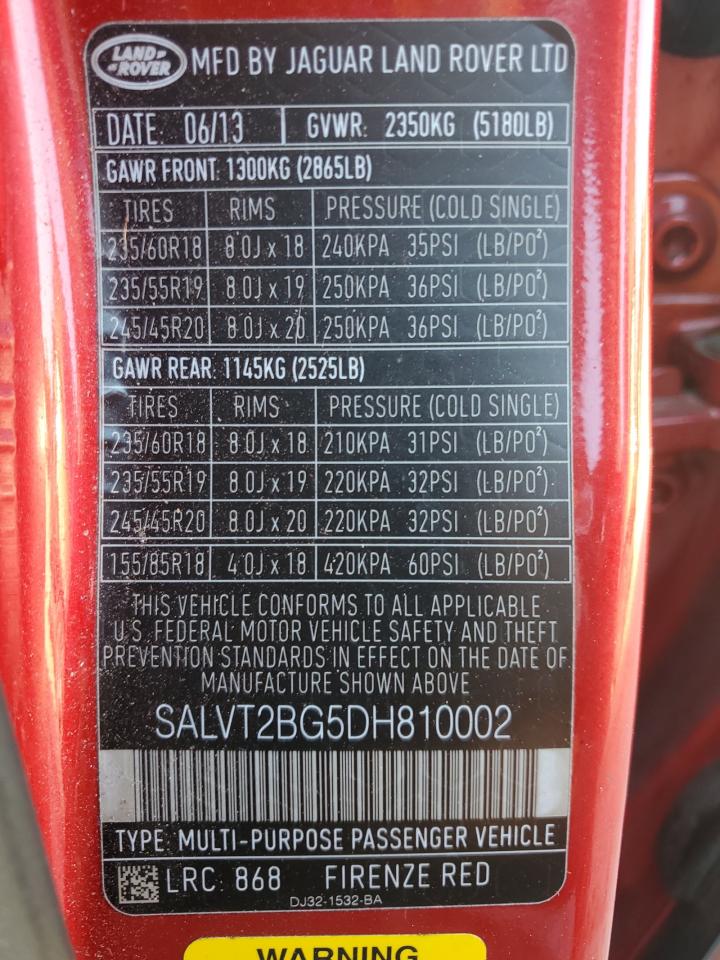 LAND ROVER MFD BY JAGUAR LAND ROVER LTD
DATE: 06/13 GVWR: 2350KG (5180LB)
GAWR FRONT: 1300KG (2865LB)
TIRES RIMS PRESSURE (COLD SINGLE)
235/60R18 8.0J x 18 240KPA 35PSI (LB/PO²)
235/55R19 8.0J x 19 250KPA 36PSI (LB/PO²)
245/45R20 8.0J x 20 250KPA 36PSI (LB/PO²)
GAWR REAR: 1145KG (2525LB)
TIRES RIMS PRESSURE (COLD SINGLE)
235/60R18 8.0J x 18 210KPA 31PSI (LB/PO²)
235/55R19 8.0J x 19 220KPA 32PSI (LB/PO²)
245/45R20 8.0J x 20 220KPA 32PSI (LB/PO²)
155/85R18 4.0J x 18 420KPA 60PSI (LB/PO²)
THIS VEHICLE CONFORMS TO ALL APPLICABLE
U.S. FEDERAL MOTOR VEHICLE SAFETY AND THEFT
PREVENTION STANDARDS IN EFFECT ON THE DATE OF
MANUFACTURE SHOWN ABOVE
SALVT2BG5DH810002
TYPE: MULTI-PURPOSE PASSENGER VEHICLE
LRC: 868 FIRENZE RED
DJ32-1532-BA
WARNING